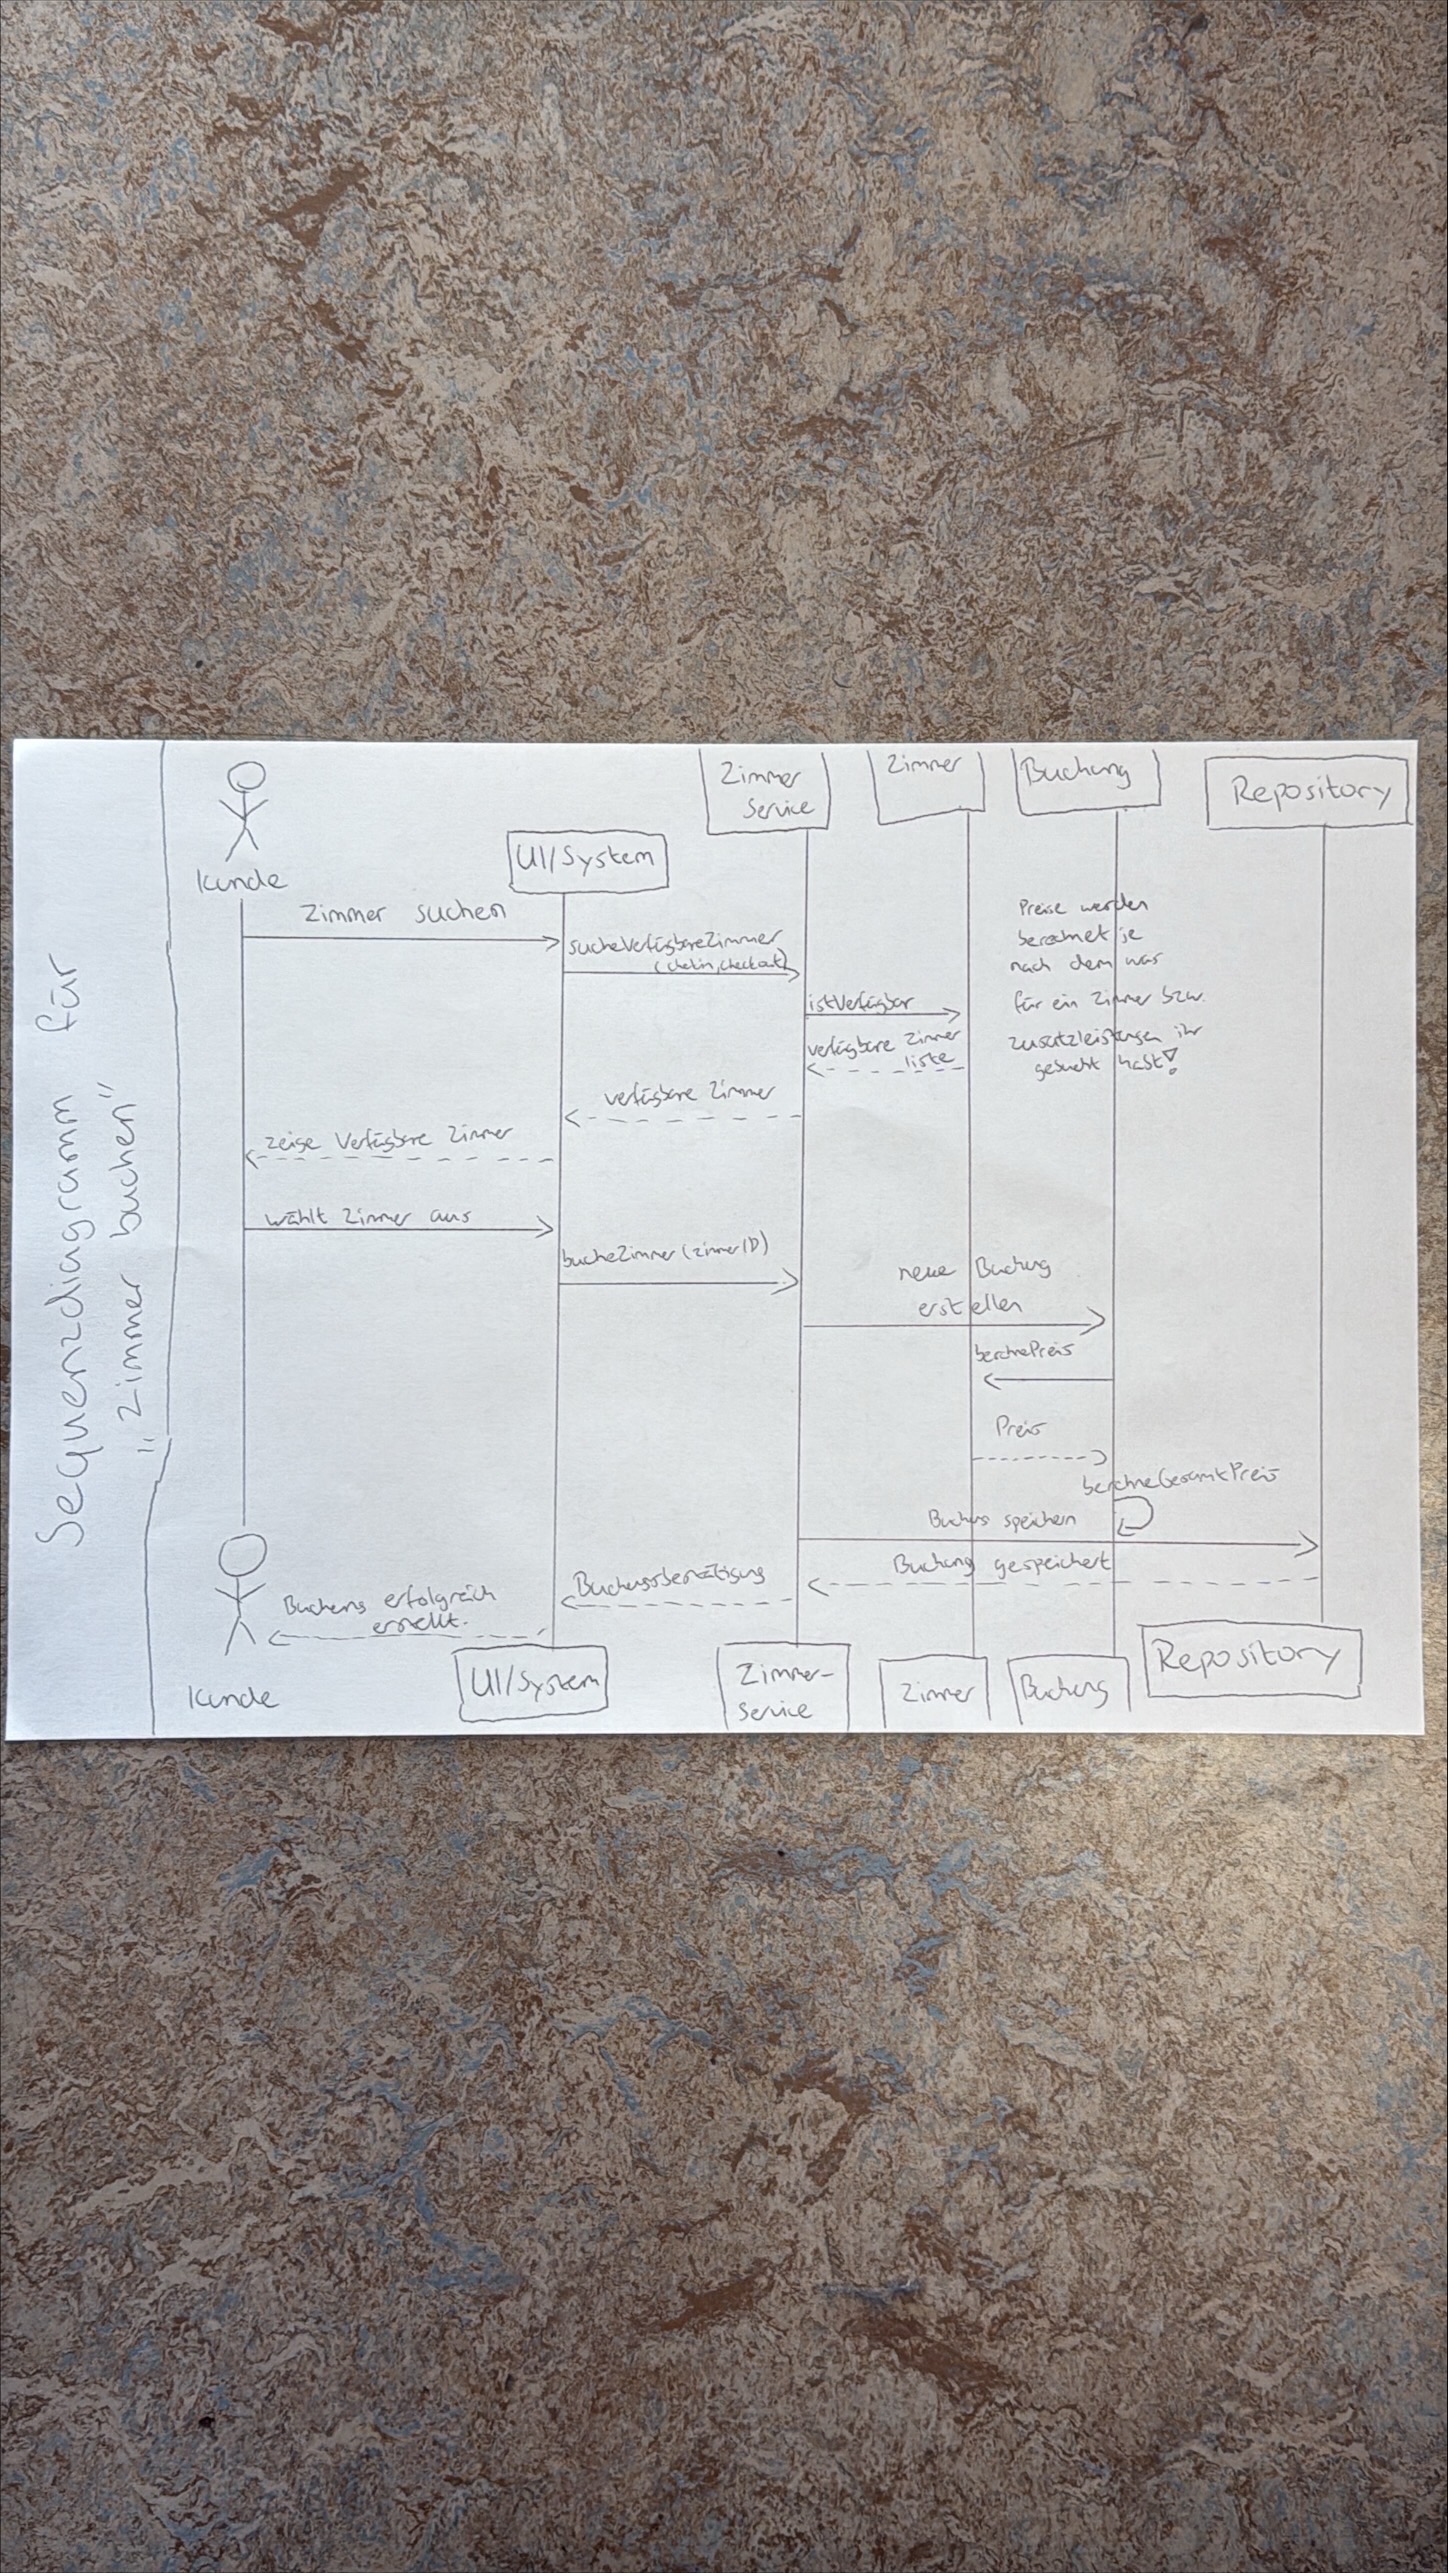 Sequenzdiagramm für
"Zimmer buchen"
Kunde
UI/System
Zimmer
Service
Zimmer
Buchung
Repository
Zimmer suchen
sucheVerfügbareZimmer
(checkin, checkout)
istVerfügbar
verfügbare Zimmer
liste
verfügbare Zimmer
zeige Verfügbare Zimmer
Preise werden
berechnet je
nach dem was
für ein Zimmer bzw.
zusatzleistungen ihr
gesucht habt!
wählt Zimmer aus
bucheZimmer (zimmerID)
neue Buchung
erstellen
berechnePreis
Preis
berechneGesamtPreis
Buchung speichern
Buchung gespeichert
Buchungsbestätigung
Buchung erfolgreich
erstellt.
Kunde
UI/System
Zimmer-
Service
Zimmer
Buchung
Repository